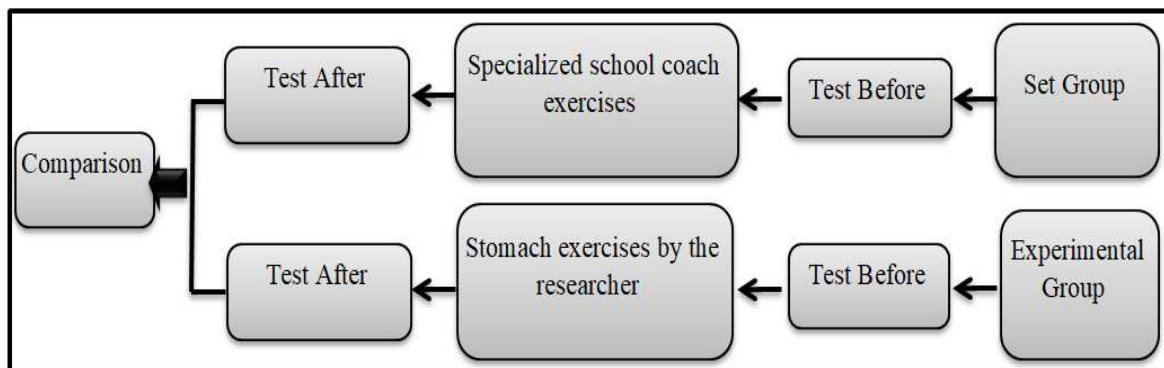 Test After
Specialized school coach
exercises
Test Before
Set Group
Comparison
Test After
Stomach exercises by the
researcher
Test Before
Experimental
Group